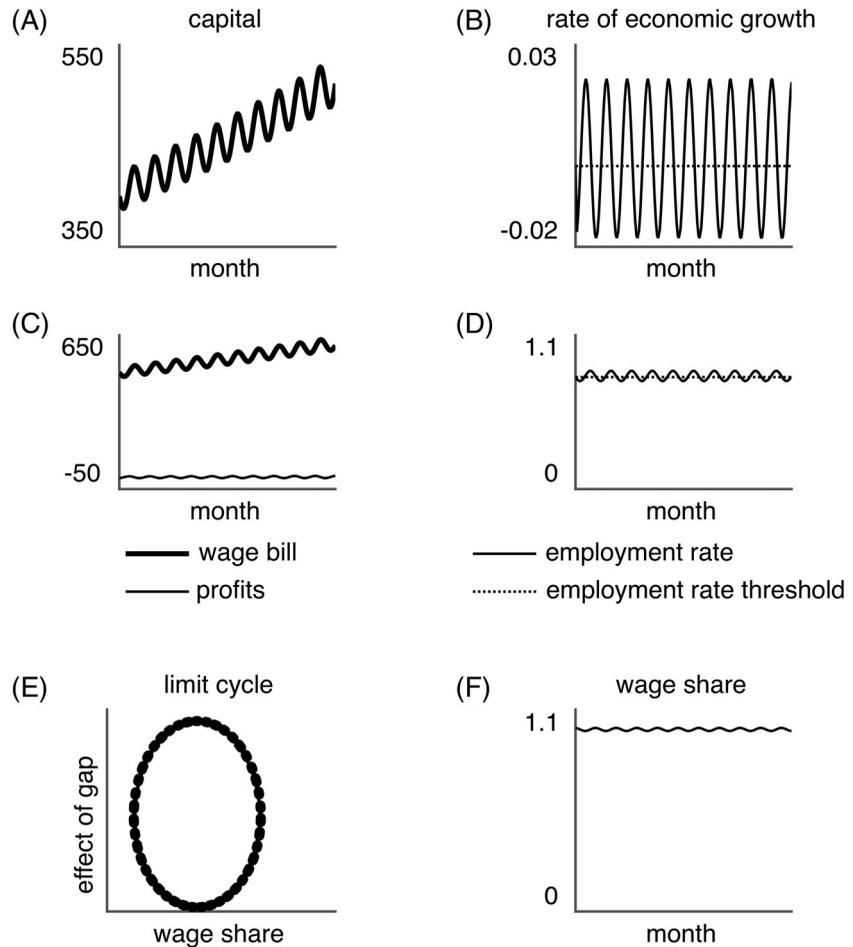 (A) capital
550
350
month
(B) rate of economic growth
0.03
-0.02
month
(C)
650
-50
month
wage bill
profits
(D)
1.1
0
month
employment rate
employment rate threshold
(E) limit cycle
effect of gap
wage share
(F) wage share
1.1
0
month